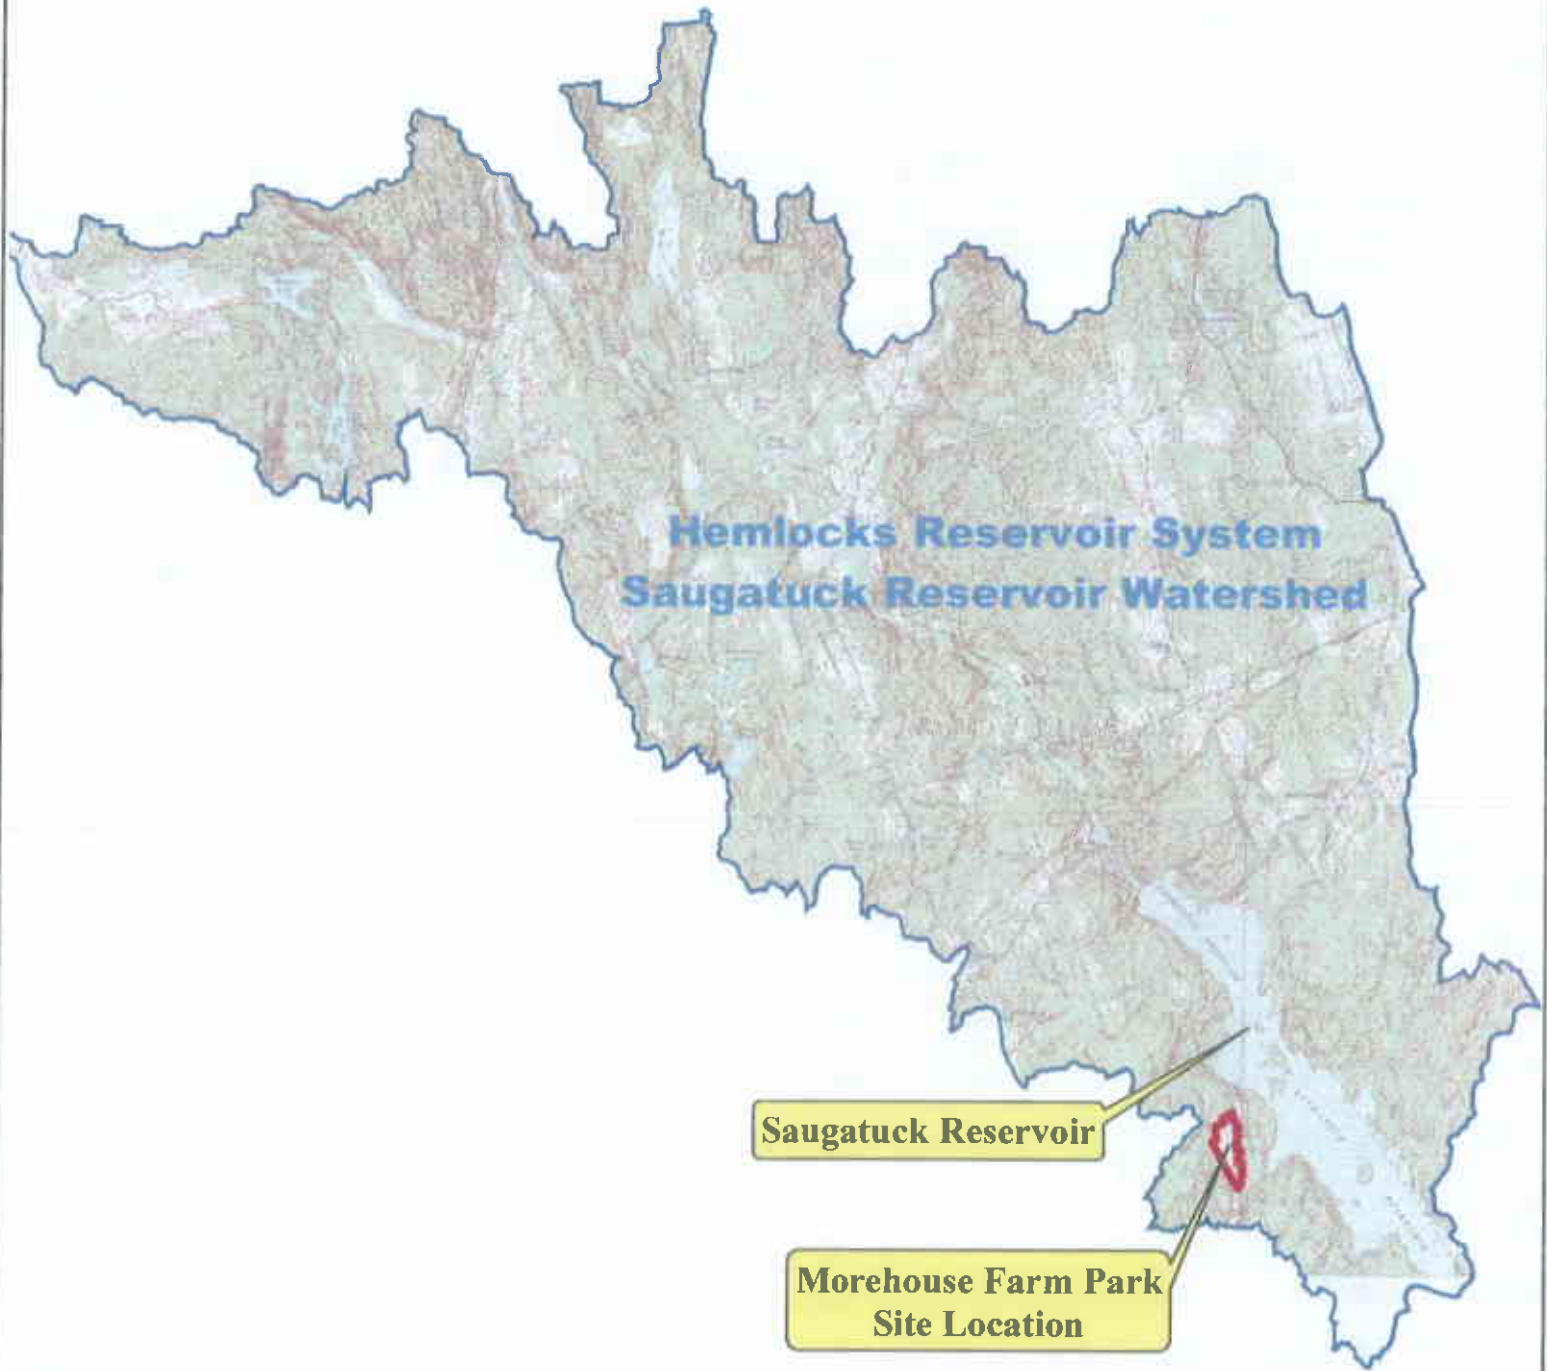 Hemlocks Reservoir System
Saugatuck Reservoir Watershed
Saugatuck Reservoir
Morehouse Farm Park
Site Location